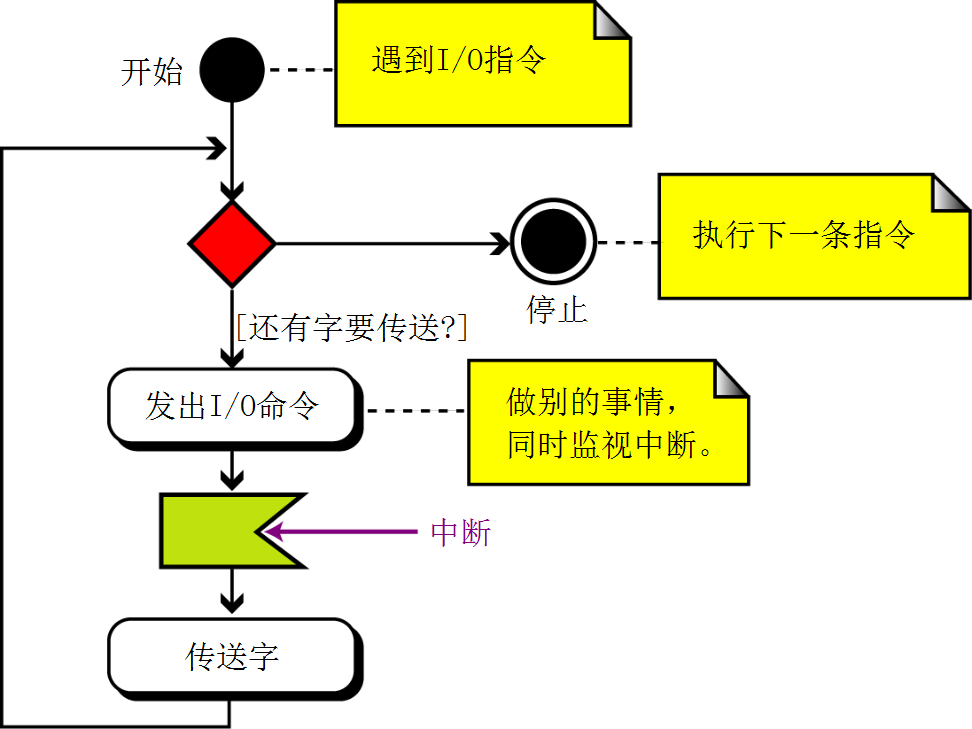 遇到I/O指令
开始
执行下一条指令
停止
[还有字要传送?]
发出I/O命令
做别的事情，
同时监视中断。
中断
传送字